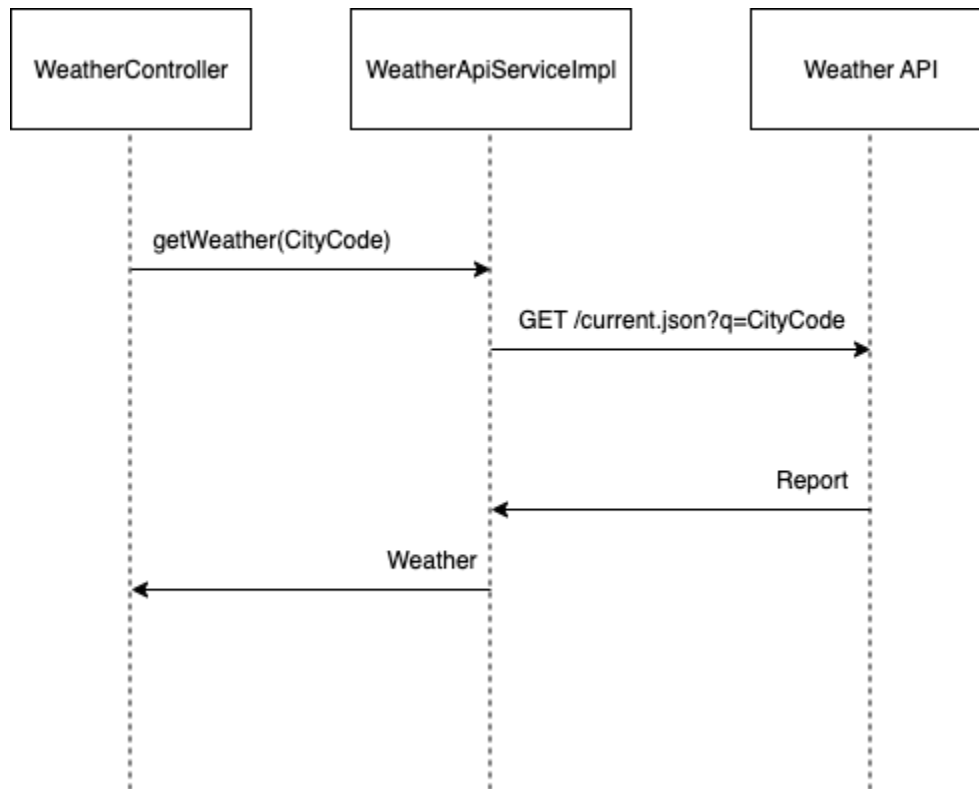 WeatherController
WeatherApiServiceImpl
Weather API
getWeather(CityCode)
GET /current.json?q=CityCode
Report
Weather